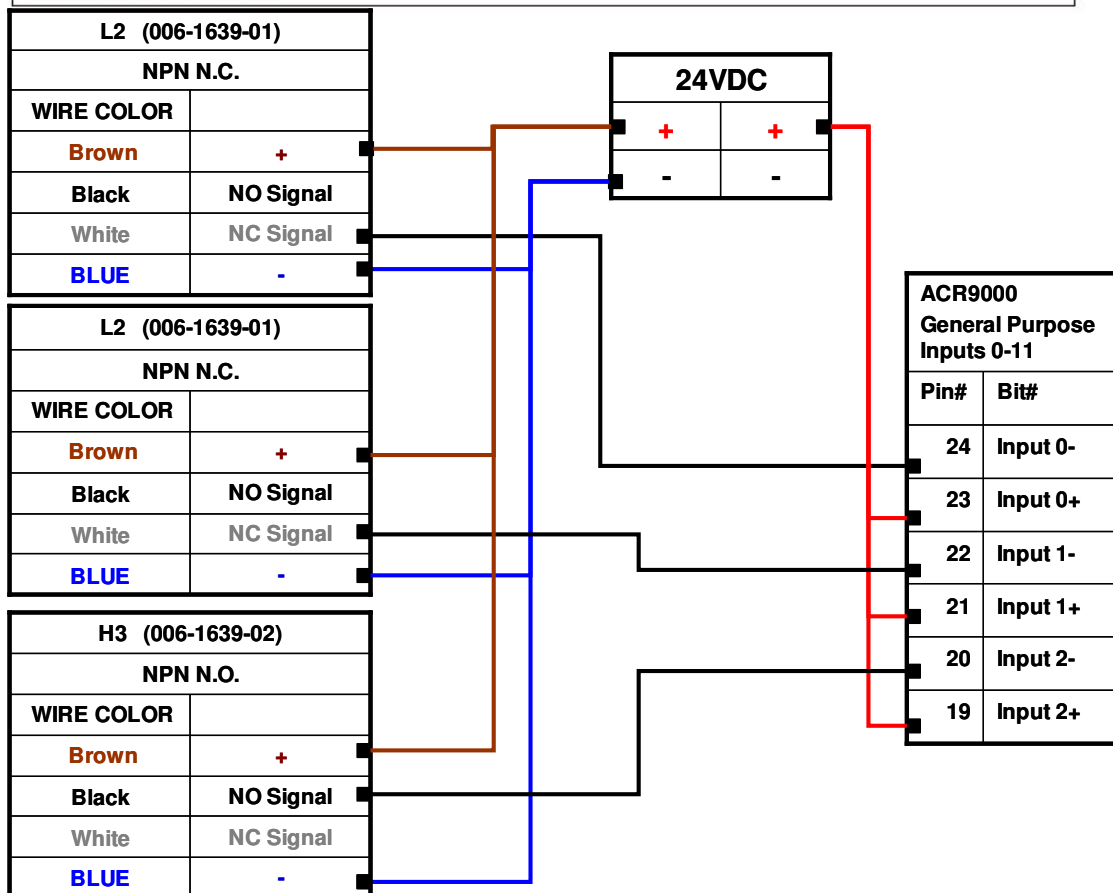 L2 (006-1639-01)
NPN N.C.
WIRE COLOR
Brown +
Black NO Signal
White NC Signal
BLUE -
L2 (006-1639-01)
NPN N.C.
WIRE COLOR
Brown +
Black NO Signal
White NC Signal
BLUE -
H3 (006-1639-02)
NPN N.O.
WIRE COLOR
Brown +
Black NO Signal
White NC Signal
BLUE -
24VDC
+ +
- -
ACR9000
General Purpose
Inputs 0-11
Pin# Bit#
24 Input 0-
23 Input 0+
22 Input 1-
21 Input 1+
20 Input 2-
19 Input 2+